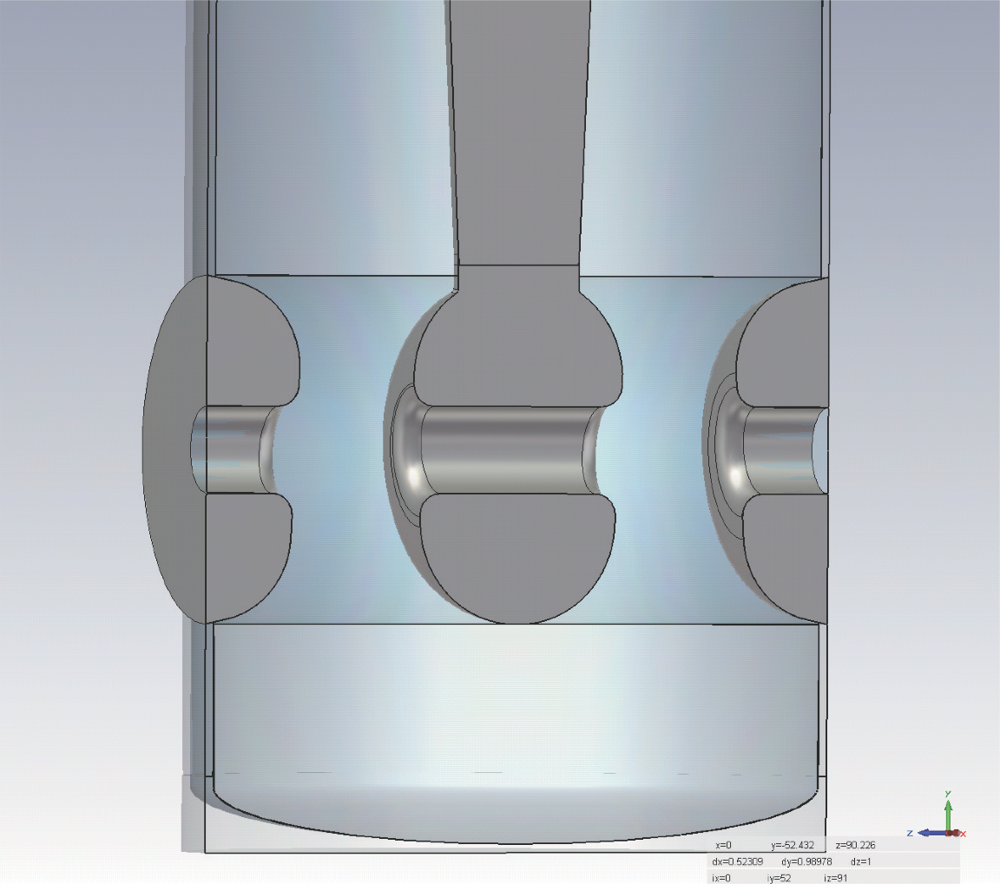 y
z x
x=0 y=-52.432 z=90.226
dx=0.52309 dy=0.98978 dz=1
ix=0 iy=52 iz=91